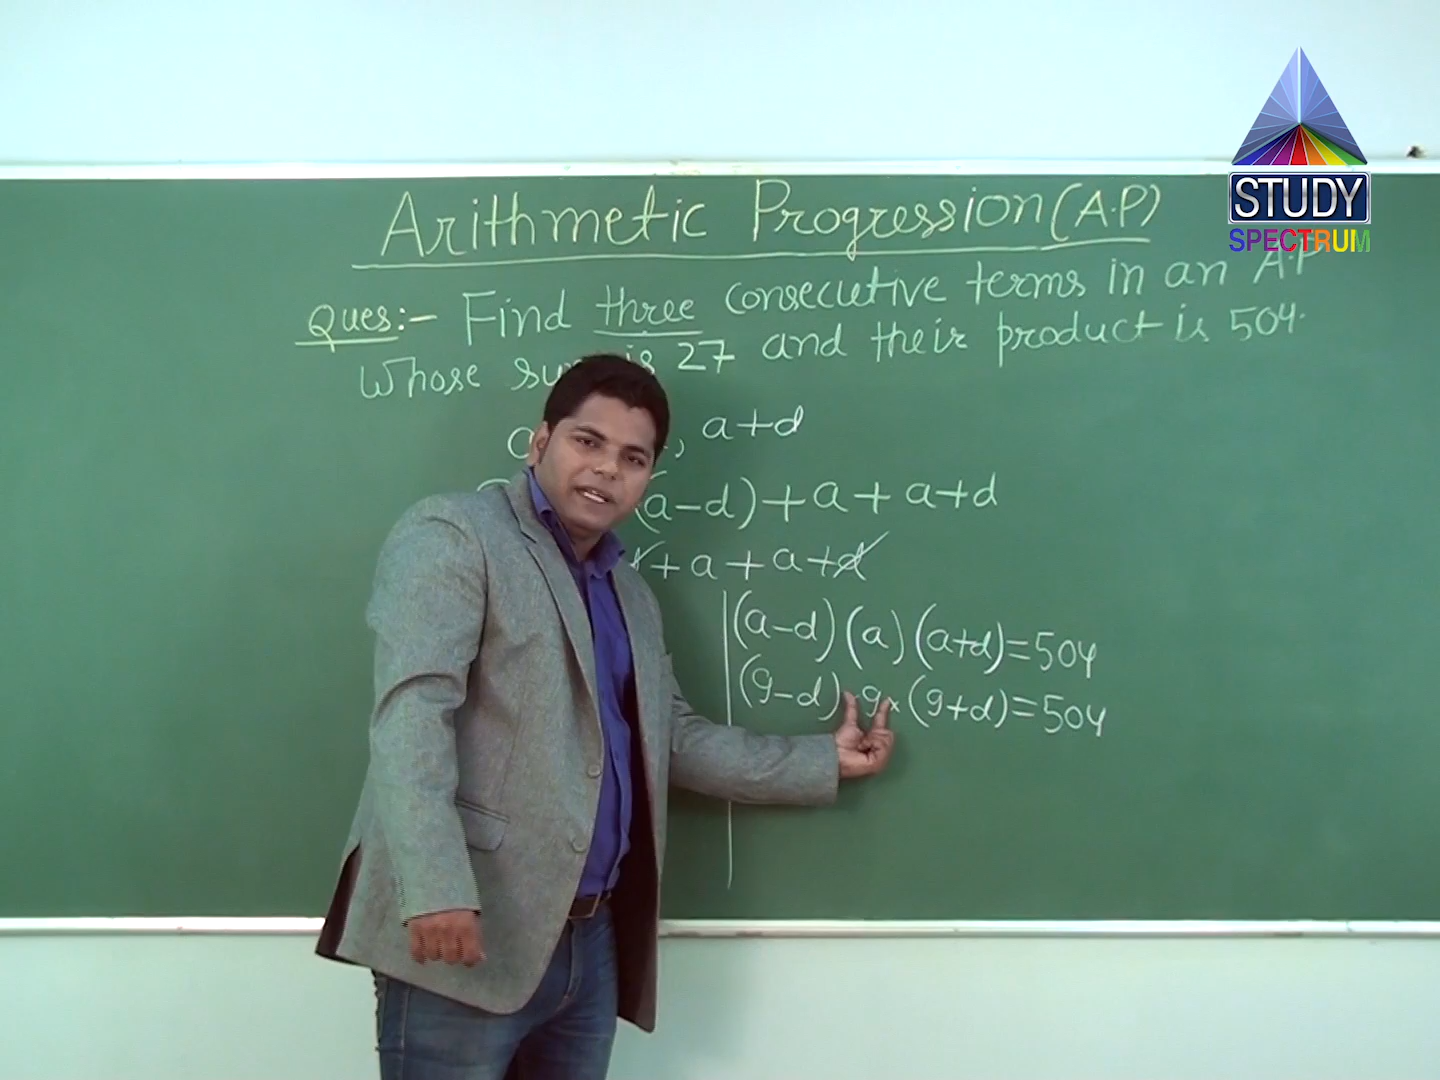 STUDY
SPECTRUM
Arithmetic Progression (A.P)
Ques:- Find three consecutive terms in an A.P
Whose is 27 and their product is 504.
, a+d
(a-d) + a + a+d
+ a + a+d
(a-d) (a) (a+d) = 504
(9-d) 9 × (9+d) = 504